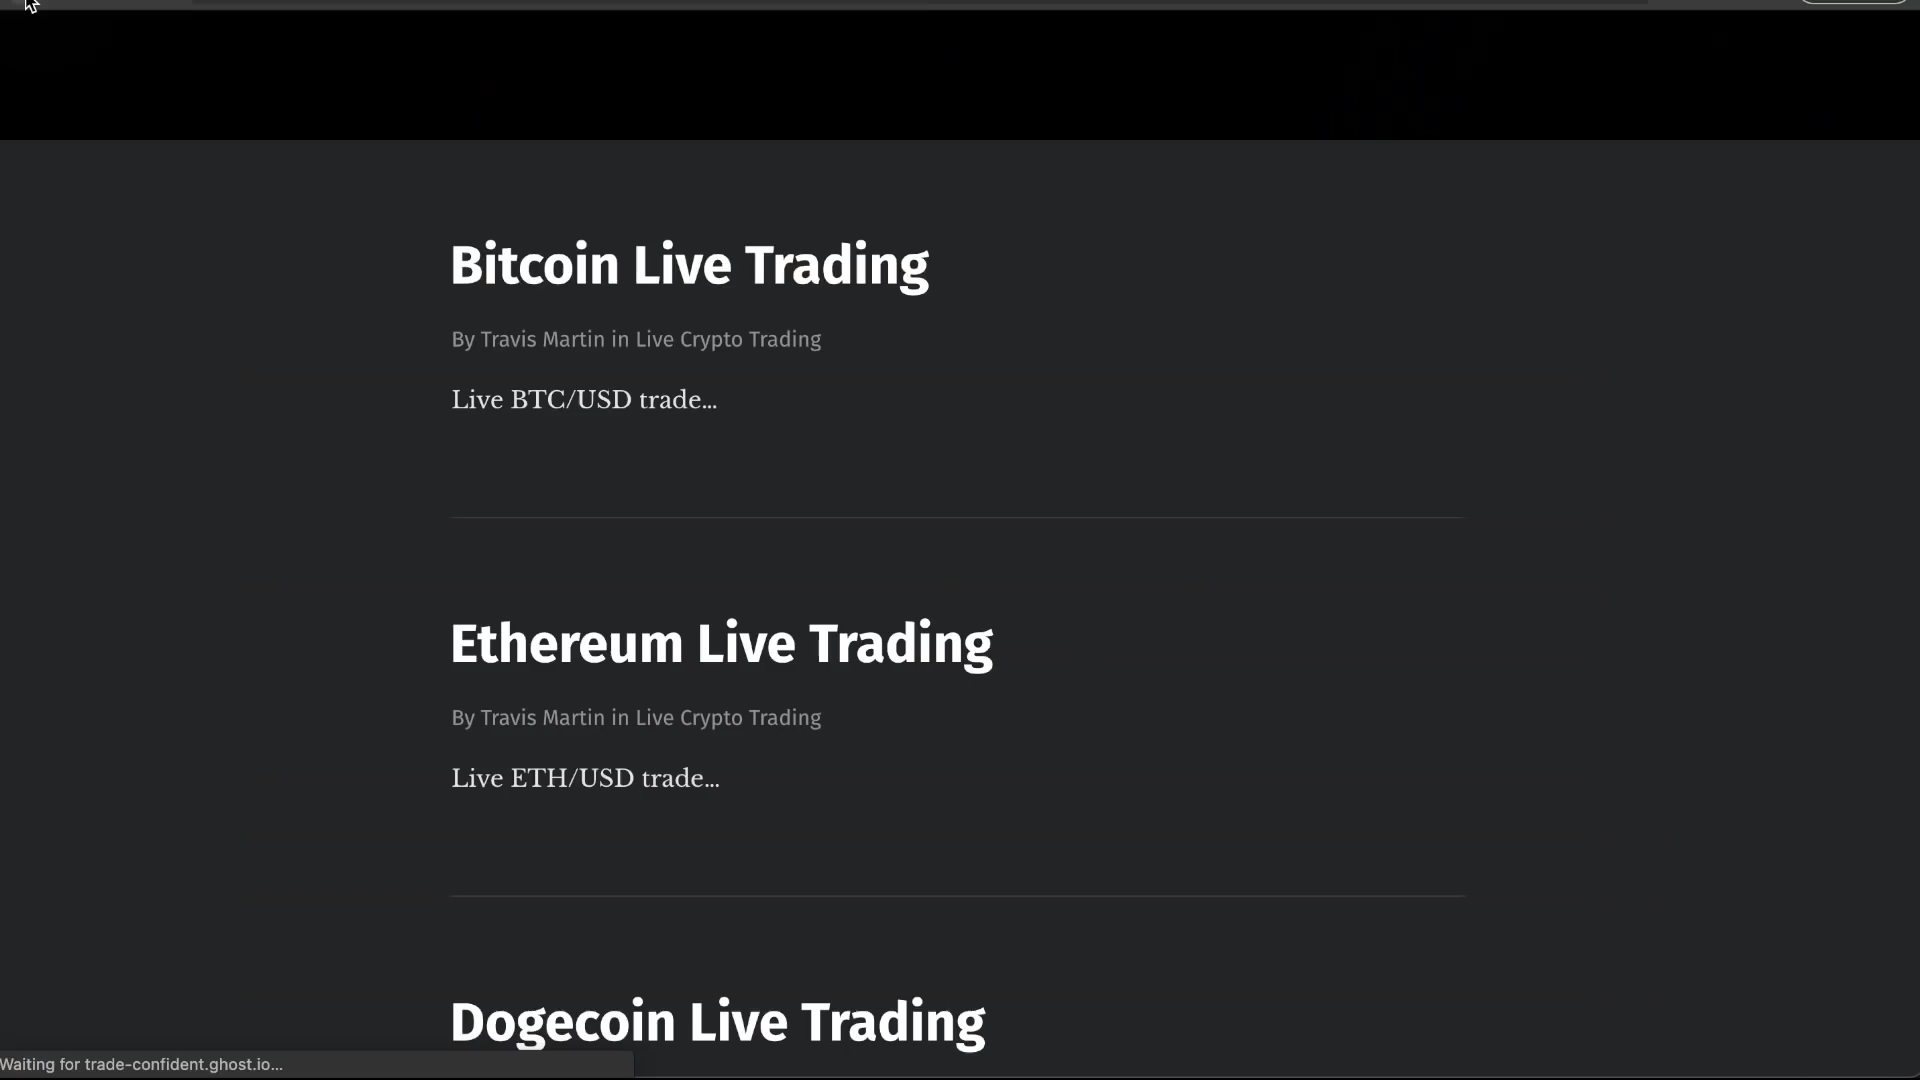 Bitcoin Live Trading
By Travis Martin in Live Crypto Trading
Live BTC/USD trade...
Ethereum Live Trading
By Travis Martin in Live Crypto Trading
Live ETH/USD trade...
Dogecoin Live Trading
Waiting for trade-confident.ghost.io...